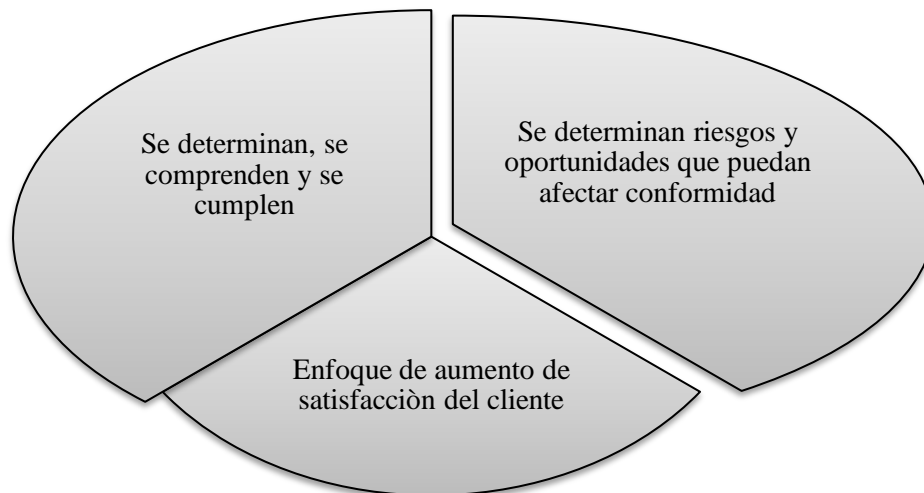 Se determinan, se
comprenden y se
cumplen
Se determinan riesgos y
oportunidades que puedan
afectar conformidad
Enfoque de aumento de
satisfacciòn del cliente